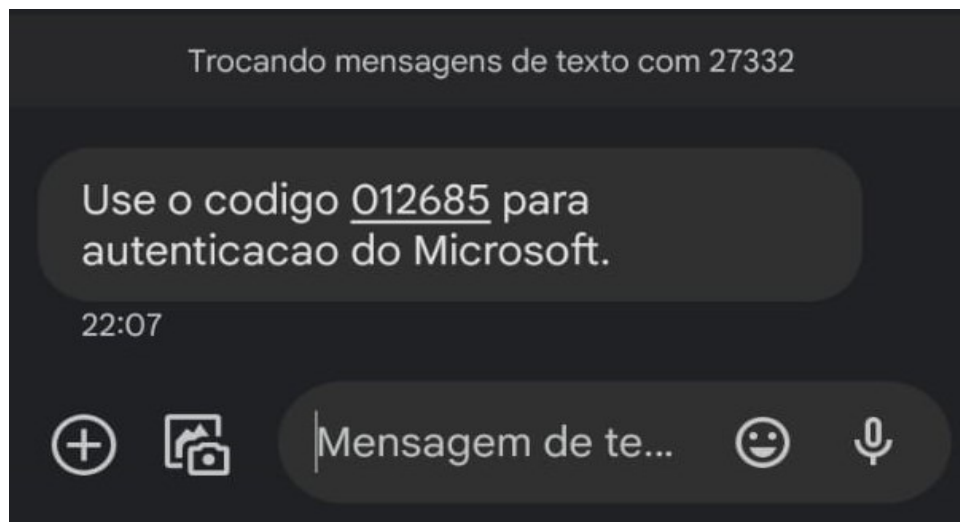 Trocando mensagens de texto com 27332
Use o codigo 012685 para
autenticacao do Microsoft.
22:07
Mensagem de te...